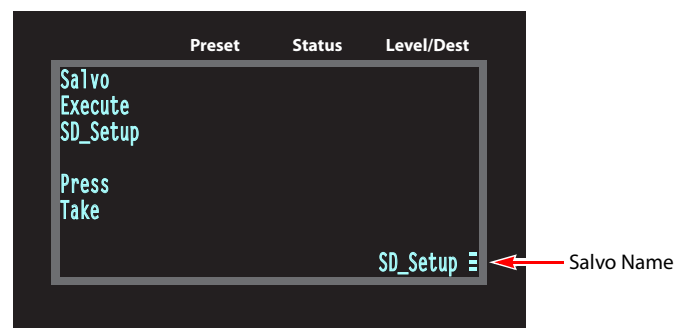 Preset Status Level/Dest
Salvo
Execute
SD_Setup
Press
Take
SD_Setup
Salvo Name